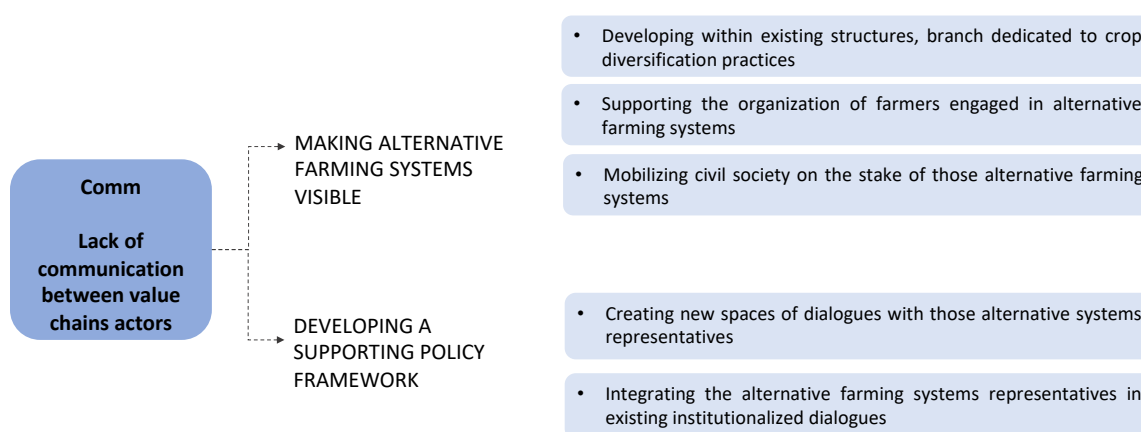 Comm
Lack of
communication
between value
chains actors
MAKING ALTERNATIVE
FARMING SYSTEMS
VISIBLE
• Developing within existing structures, branch dedicated to crop
diversification practices
• Supporting the organization of farmers engaged in alternative
farming systems
• Mobilizing civil society on the stake of those alternative farming
systems
DEVELOPING A
SUPPORTING POLICY
FRAMEWORK
• Creating new spaces of dialogues with those alternative systems
representatives
• Integrating the alternative farming systems representatives in
existing institutionalized dialogues